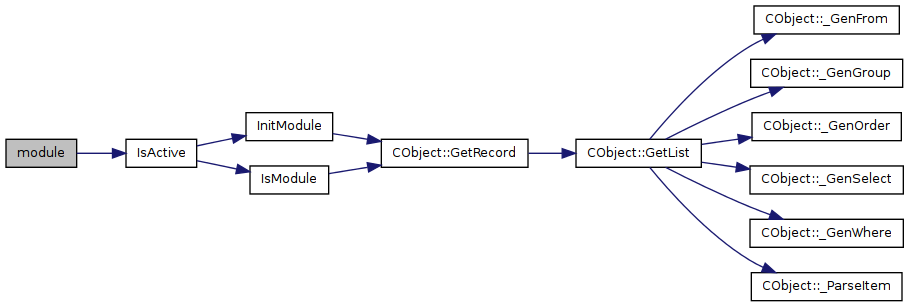 module
IsActive
InitModule
IsModule
CObject::GetRecord
CObject::GetList
CObject::_GenFrom
CObject::_GenGroup
CObject::_GenOrder
CObject::_GenSelect
CObject::_GenWhere
CObject::_ParseItem